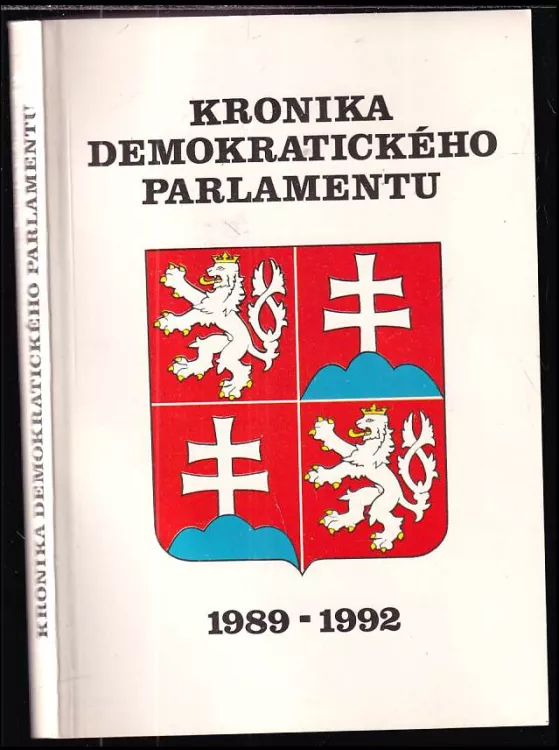 KRONIKA
DEMOKRATICKÉHO
PARLAMENTU
1989-1992
KRONIKA DEMOKRATICKÉHO PARLAMENTU